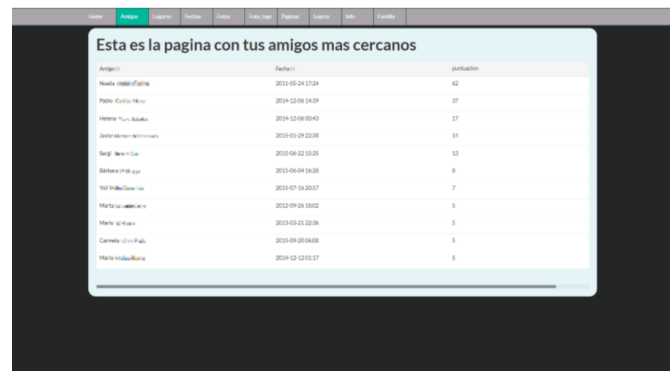 Home Amigos Lugares Fechas Fotos Foto_tags Paginas Logros Info Familia
Esta es la pagina con tus amigos mas cercanos
Amigo Fecha puntuacion
Noelia 2011-05-24 17:24 62
Pablo 2014-12-06 14:39 37
Helena 2014-12-06 00:43 17
Javier 2015-01-29 22:38 14
Sergi 2015-06-22 15:25 13
Bárbara 2015-06-04 16:28 8
Yoli 2015-07-16 20:57 7
Marta 2012-09-26 18:02 5
Mario 2013-03-21 22:36 5
Carmela 2015-09-20 06:08 5
María 2014-12-12 01:17 5